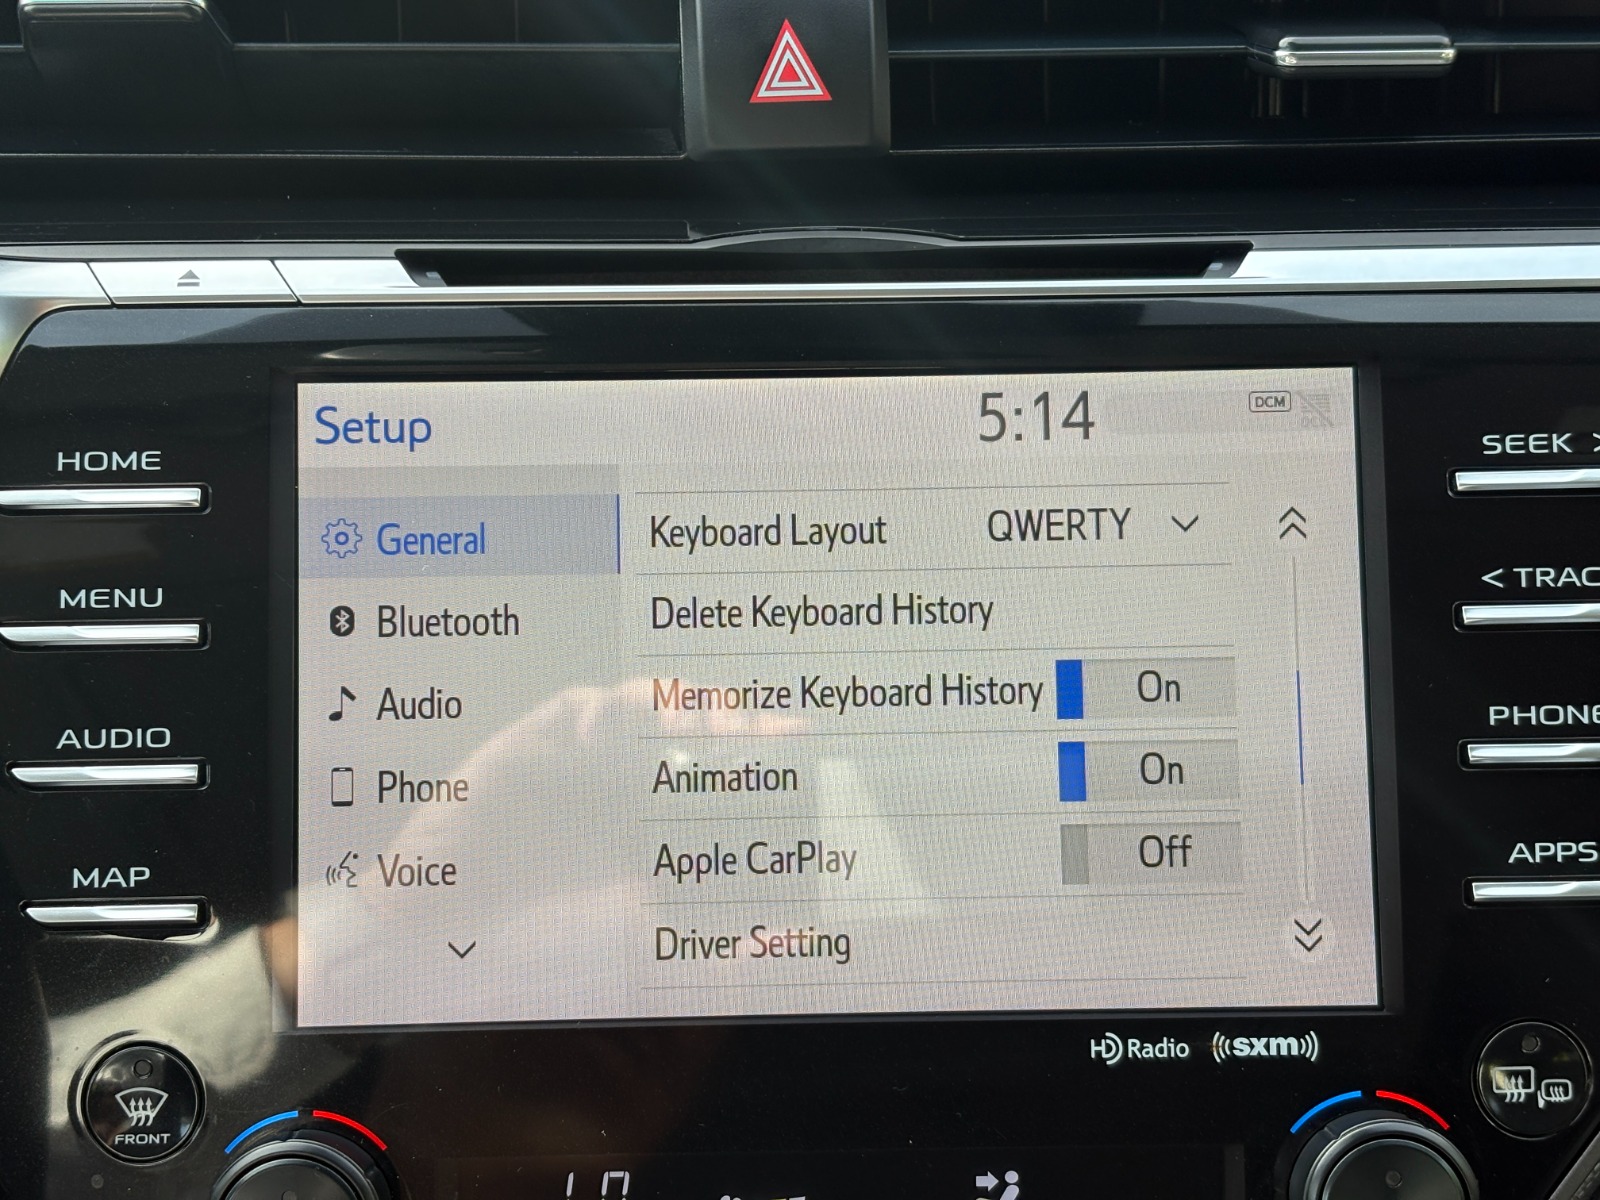 Setup
5:14
DCM
HOME
MENU
AUDIO
MAP
General
Bluetooth
Audio
Phone
Voice
Keyboard Layout QWERTY
Delete Keyboard History
Memorize Keyboard History On
Animation On
Apple CarPlay Off
Driver Setting
SEEK >
< TRAC
PHONE
APPS
HD Radio ((sxm))
FRONT